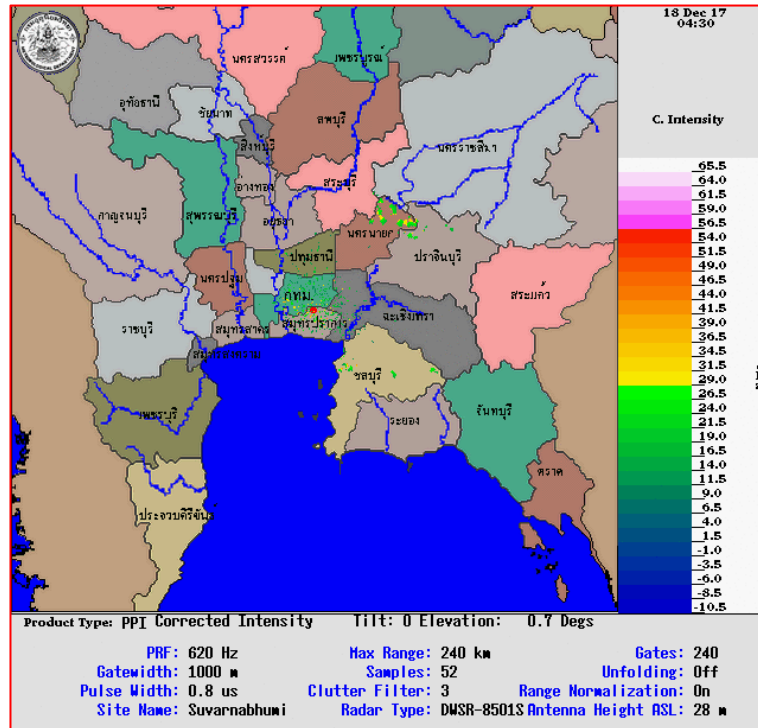 18 Dec 17
04:30
C. Intensity
65.5
64.0
61.5
59.0
56.5
54.0
51.5
49.0
46.5
44.0
41.5
39.0
36.5
34.5
31.5
29.0
26.5
24.0
21.5
19.0
16.5
14.0
11.5
9.0
6.5
4.0
1.5
-1.0
-3.5
-6.0
-8.5
-10.5
นครสวรรค์
เพชรบูรณ์
อุทัยธานี
ชัยนาท
ลพบุรี
สิงห์บุรี
นครราชสีมา
สระบุรี
อ่างทอง
กาญจนบุรี
สุพรรณบุรี
อยุธยา
นครนายก
ปทุมธานี
ปราจีนบุรี
นครปฐม
กทม.
สระแก้ว
ราชบุรี
สมุทรสาคร
สมุทรปราการ
ฉะเชิงเทรา
สมุทรสงคราม
ชลบุรี
เพชรบุรี
ระยอง
จันทบุรี
ตราด
ประจวบคีรีขันธ์
Product Type: PPI Corrected Intensity Tilt: 0 Elevation: 0.7 Degs
PRF: 620 Hz Max Range: 240 km Gates: 240
Gatewidth: 1000 m Samples: 52 Unfolding: Off
Pulse Width: 0.8 us Clutter Filter: 3 Range Normalization: On
Site Name: Suvarnabhumi Radar Type: DWSR-8501S Antenna Height ASL: 28 m